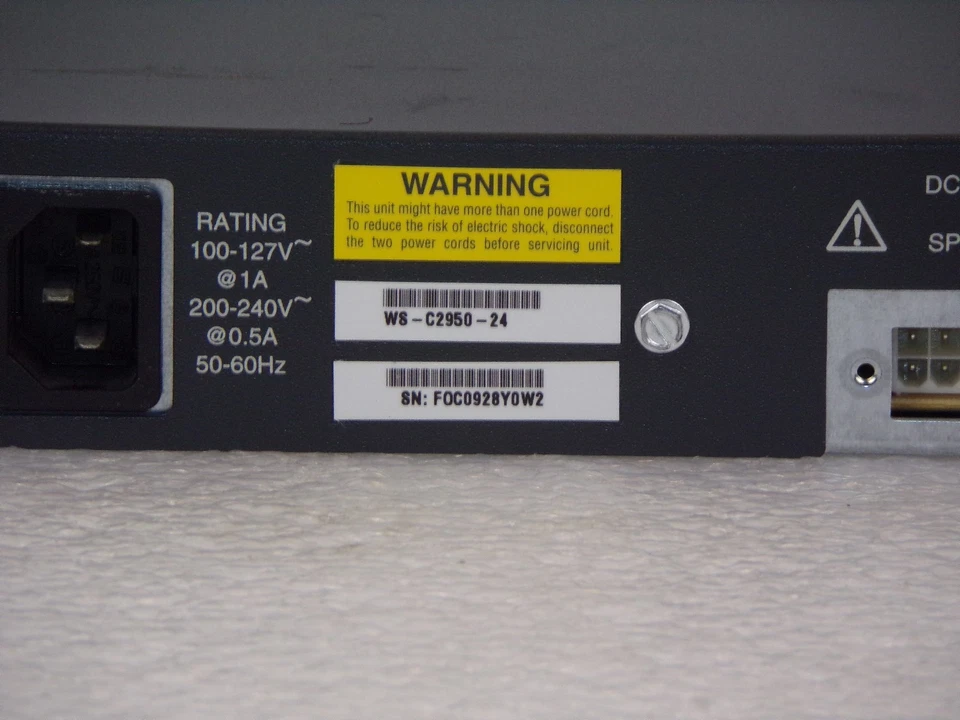 RATING
100-127V~
@1A
200-240V~
@0.5A
50-60Hz
WARNING
This unit might have more than one power cord.
To reduce the risk of electric shock, disconnect
the two power cords before servicing unit.
WS-C2950-24
SN: FOC0928Y0W2
DC
SP